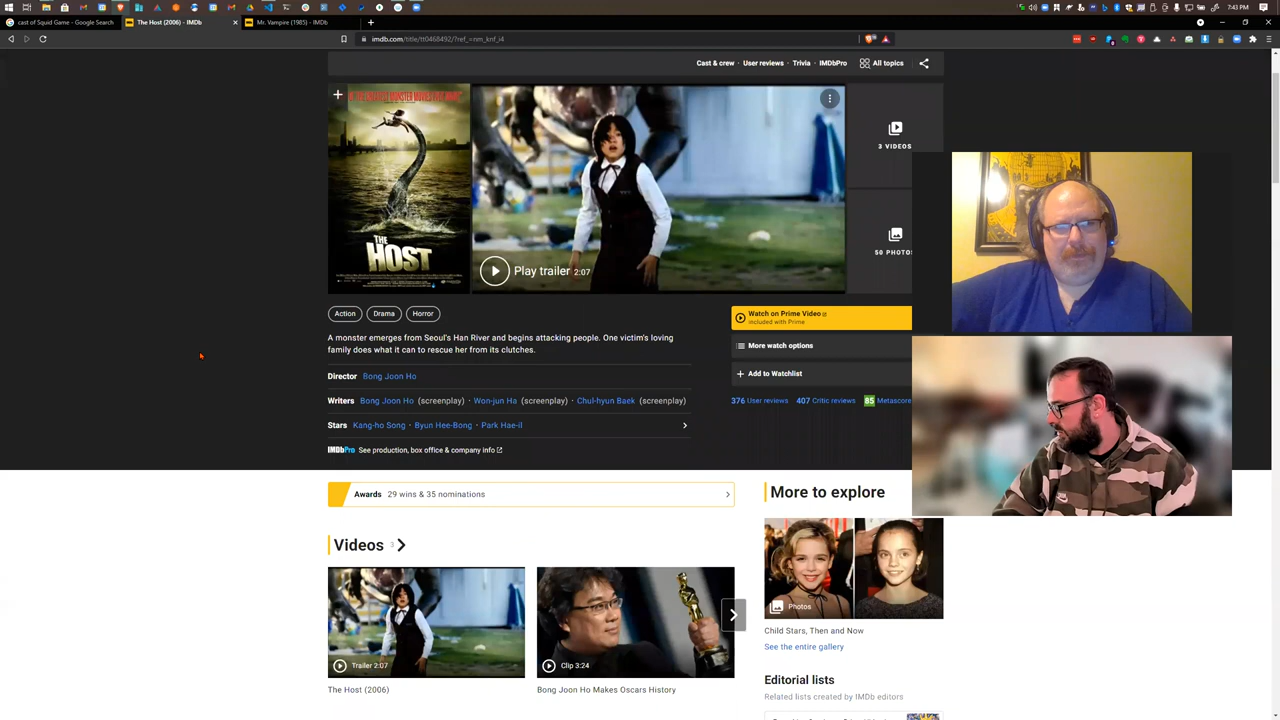 7:43 PM
cast of Squid Game - Google Search
The Host (2006) - IMDb
Mr. Vampire (1985) - IMDb
imdb.com/title/tt0468492/?ref_=nm_knf_i4
Cast & crew · User reviews · Trivia · IMDbPro
All topics
THE
HOST
Play trailer 2:07
3 VIDEOS
50 PHOTOS
Action
Drama
Horror
A monster emerges from Seoul's Han River and begins attacking people. One victim's loving
family does what it can to rescue her from its clutches.
Director Bong Joon Ho
Writers Bong Joon Ho (screenplay) · Won-jun Ha (screenplay) · Chul-hyun Baek (screenplay)
Stars Kang-ho Song · Byun Hee-Bong · Park Hae-il
IMDbPro See production, box office & company info
Watch on Prime Video
included with Prime
More watch options
Add to Watchlist
376 User reviews 407 Critic reviews 85 Metascore
Awards 29 wins & 35 nominations
Videos 3
Trailer 2:07
The Host (2006)
Clip 3:24
Bong Joon Ho Makes Oscars History
More to explore
Photos
Child Stars, Then and Now
See the entire gallery
Editorial lists
Related lists created by IMDb editors